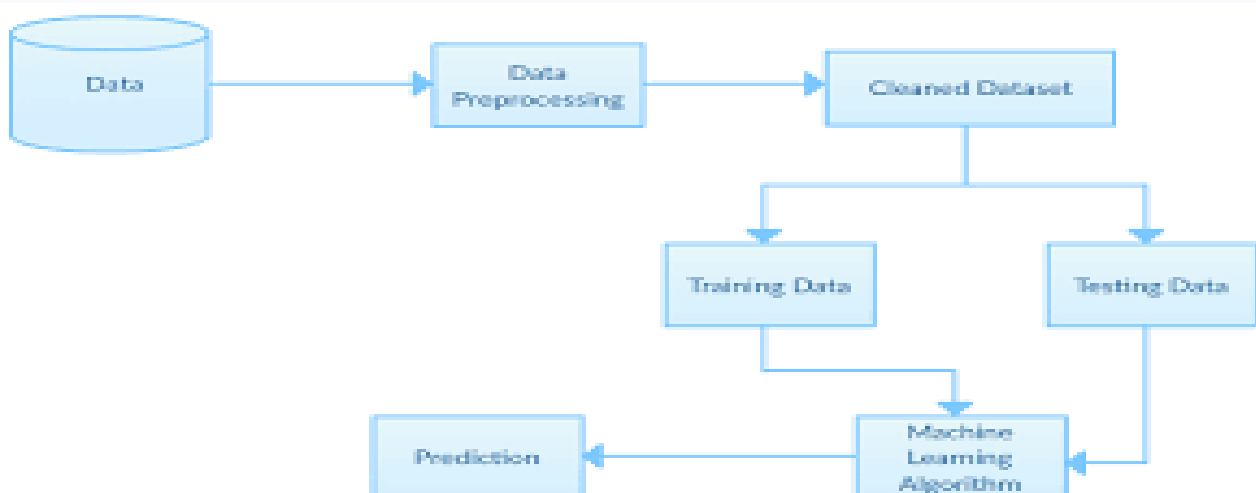 Data
Data
Preprocessing
Cleaned Dataset
Training Data
Testing Data
Machine
Learning
Algorithm
Prediction